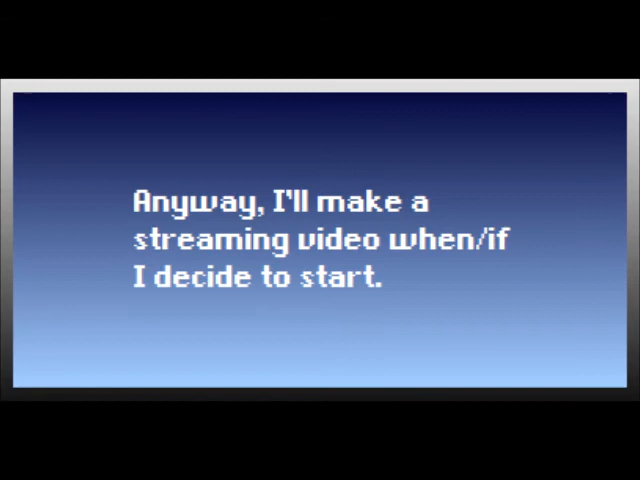 Anyway, I'll make a
streaming video when/if
I decide to start.